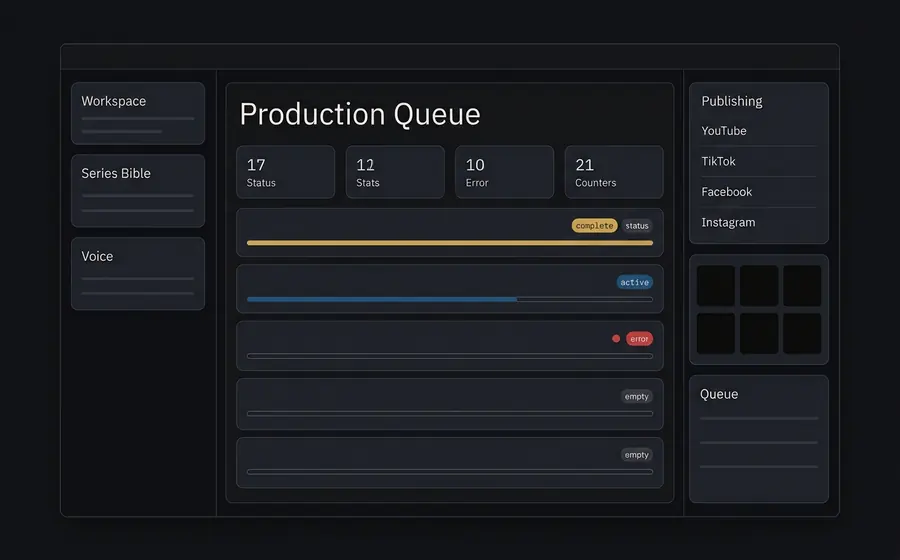 Workspace
Series Bible
Voice
Production Queue
17
Status
12
Stats
10
Error
21
Counters
complete status
active
error
empty
empty
Publishing
YouTube
TikTok
Facebook
Instagram
Queue